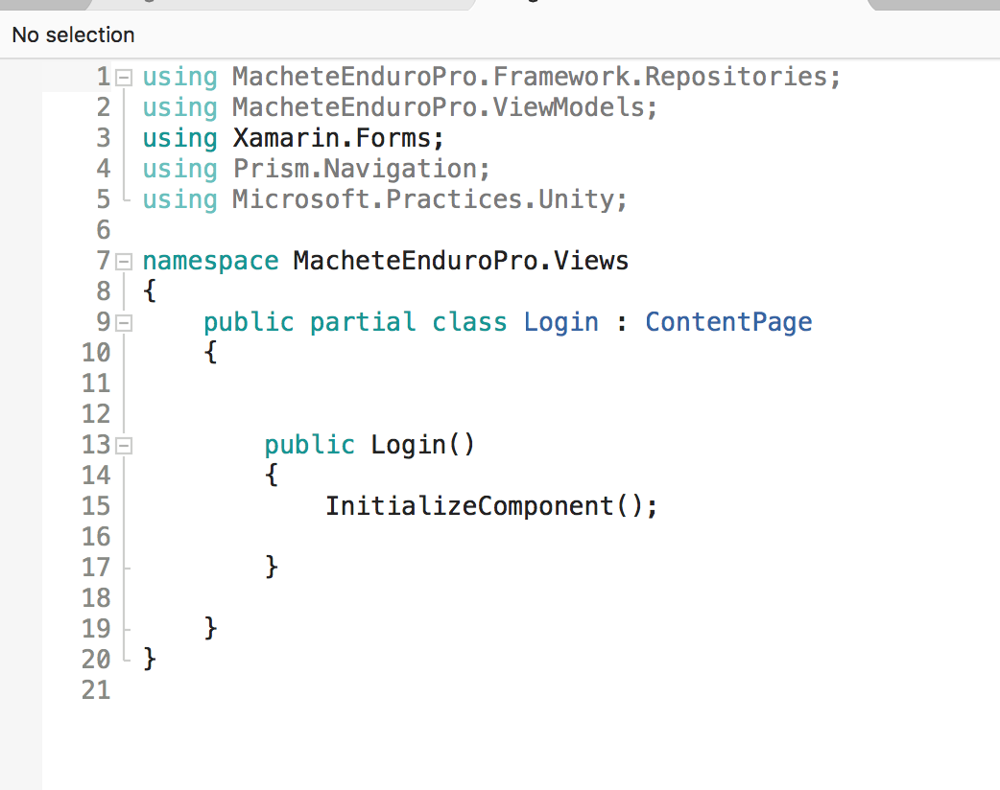 No selection
1 using MacheteEnduroPro.Framework.Repositories;
2 using MacheteEnduroPro.ViewModels;
3 using Xamarin.Forms;
4 using Prism.Navigation;
5 using Microsoft.Practices.Unity;
6
7 namespace MacheteEnduroPro.Views
8 {
9     public partial class Login : ContentPage
10     {
11
12
13         public Login()
14         {
15             InitializeComponent();
16
17         }
18
19     }
20 }
21